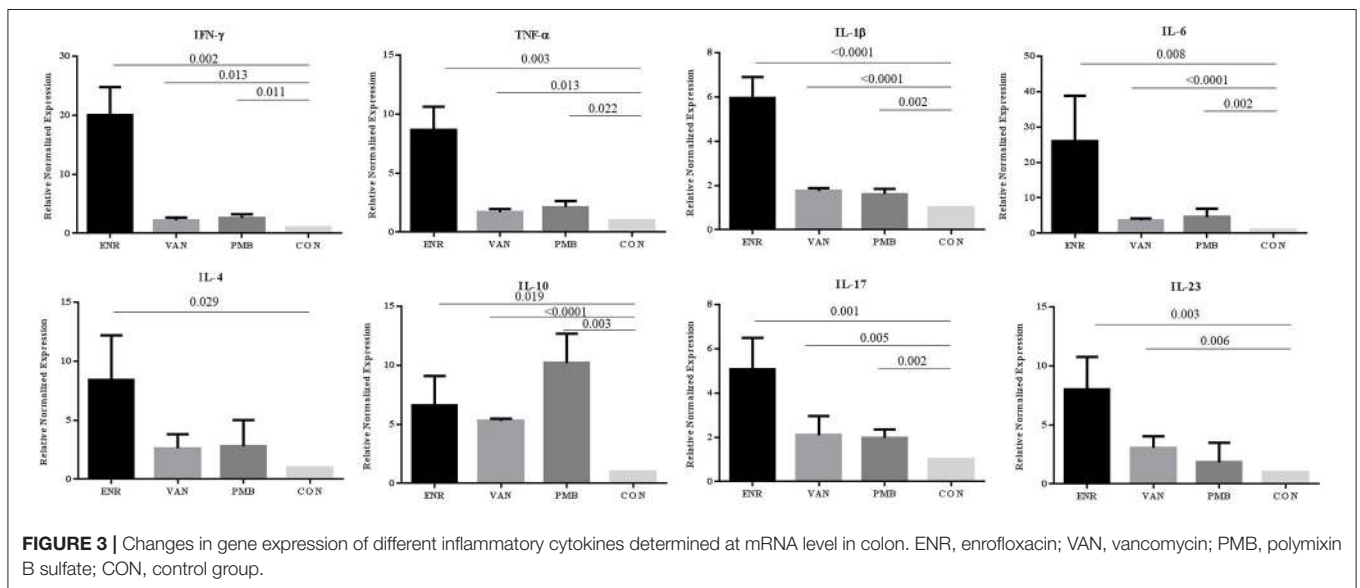 IFN-γ
30
20
10
0
Relative Normalized Expression
0.002
0.013
0.011
ENR VAN PMB CON
TNF-α
15
10
5
0
Relative Normalized Expression
0.003
0.013
0.022
ENR VAN PMB CON
IL-1β
8
6
4
2
0
Relative Normalized Expression
<0.0001
<0.0001
0.002
ENR VAN PMB CON
IL-6
50
40
30
20
10
0
Relative Normalized Expression
0.008
<0.0001
0.002
ENR VAN PMB CON
IL-4
15
10
5
0
Relative Normalized Expression
0.029
ENR VAN PMB CON
IL-10
15
10
5
0
Relative Normalized Expression
0.019
<0.0001
0.003
ENR VAN PMB CON
IL-17
8
6
4
2
0
Relative Normalized Expression
0.001
0.005
0.002
ENR VAN PMB CON
IL-23
15
10
5
0
Relative Normalized Expression
0.003
0.006
ENR VAN PMB CON
FIGURE 3 | Changes in gene expression of different inflammatory cytokines determined at mRNA level in colon. ENR, enrofloxacin; VAN, vancomycin; PMB, polymixin
B sulfate; CON, control group.